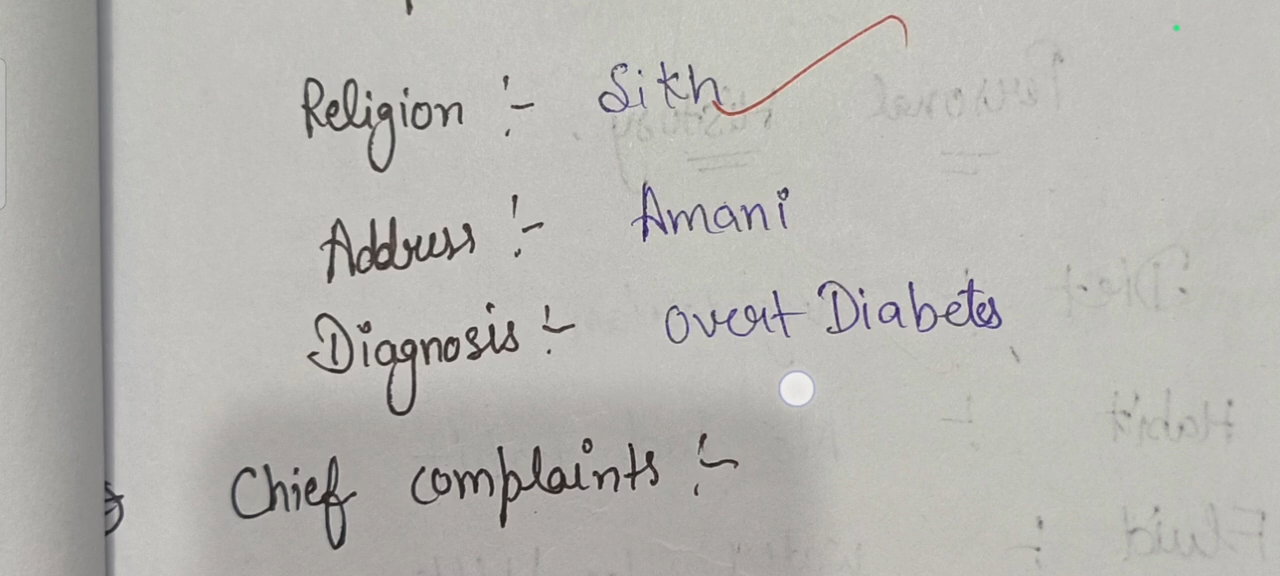 Religion :- Sikh
Address :- Amani
Diagnosis :- Overt Diabetes
Chief complaints :-